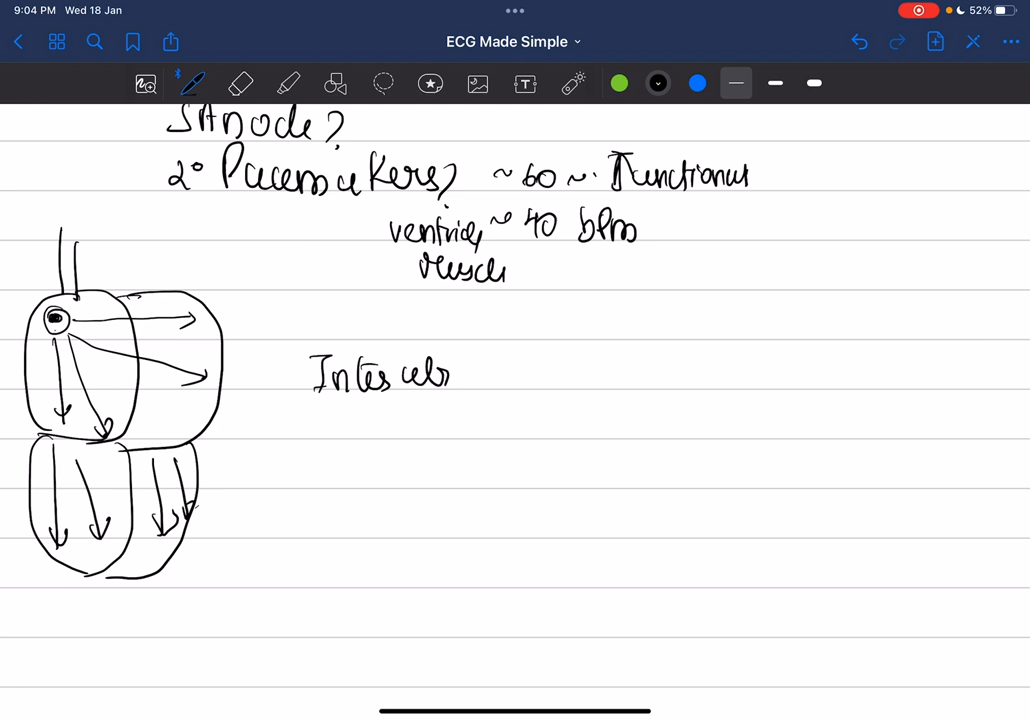 9:04 PM Wed 18 Jan
52%
ECG Made Simple
SA node?
2° Pacemakers? ~60 ~. Junctional
ventricle ~ 40 bpm
Muscle